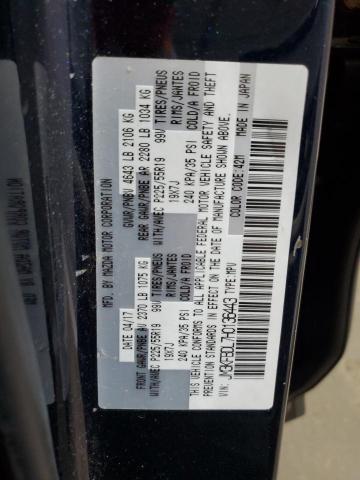 MFD. BY MAZDA MOTOR CORPORATION
DATE 04/17
GVWR/PNBV 4643 LB 2106 KG
FRONT GAWR/PNBE AV 2370 LB 1075 KG
REAR GAWR/PNBE AR 2280 LB 1034 KG
WITH/AVEC P225/55R19 99V TIRES/PNEUS
WITH/AVEC P225/55R19 99V TIRES/PNEUS
19X7J RIMS/JANTES
19X7J RIMS/JANTES
240 KPA/35 PSI COLD/A FROID
240 KPA/35 PSI COLD/A FROID
THIS VEHICLE CONFORMS TO ALL APPLICABLE FEDERAL MOTOR VEHICLE SAFETY AND THEFT
PREVENTION STANDARDS IN EFFECT ON THE DATE OF MANUFACTURE SHOWN ABOVE.
VIN: JM3KFBDL7H0138443
TYPE: MPV
COLOR CODE: 42M
MADE IN JAPAN